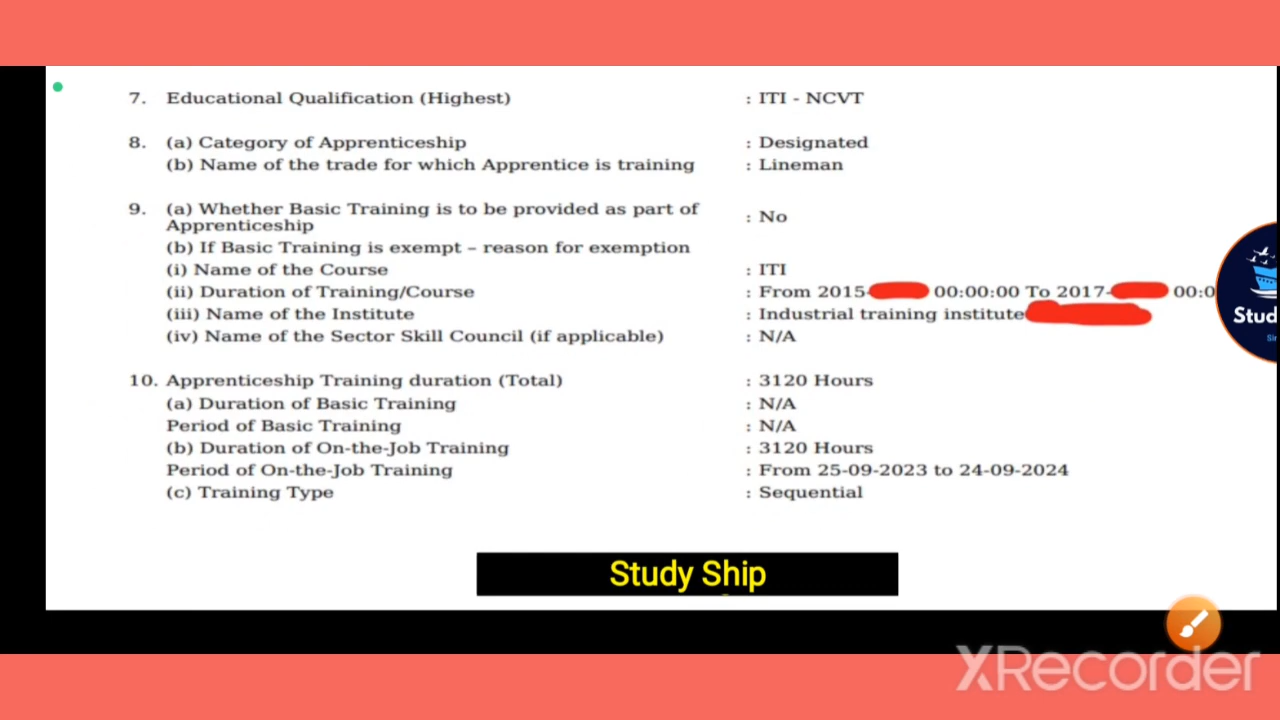 7. Educational Qualification (Highest) : ITI - NCVT
8. (a) Category of Apprenticeship : Designated
(b) Name of the trade for which Apprentice is training : Lineman
9. (a) Whether Basic Training is to be provided as part of
Apprenticeship : No
(b) If Basic Training is exempt – reason for exemption
(i) Name of the Course : ITI
(ii) Duration of Training/Course : From 2015- 00:00:00 To 2017- 00:0
(iii) Name of the Institute : Industrial training institute
(iv) Name of the Sector Skill Council (if applicable) : N/A
10. Apprenticeship Training duration (Total) : 3120 Hours
(a) Duration of Basic Training : N/A
Period of Basic Training : N/A
(b) Duration of On-the-Job Training : 3120 Hours
Period of On-the-Job Training : From 25-09-2023 to 24-09-2024
(c) Training Type : Sequential
Stud
Study Ship
XRecorder